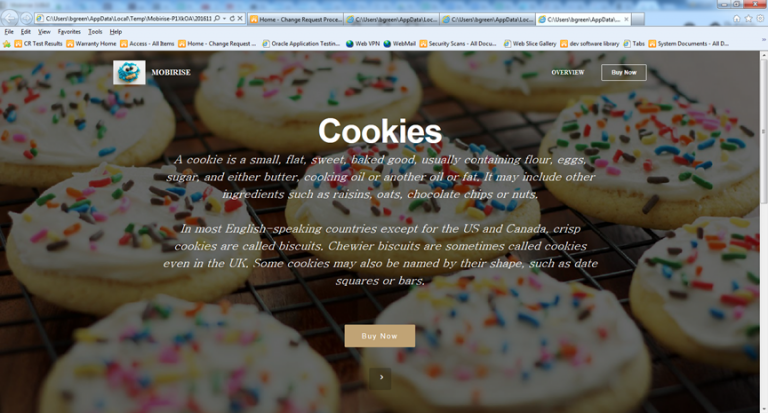 C:\Users\bgreen\AppData\Local\Temp\Mobirise-
Home - Change Request Proce...
C:\Users\bgreen\AppData\Loc...
C:\Users\bgreen\AppData\Loc...
C:\Users\bgreen\AppData\...
File Edit View Favorites Tools Help
CR Test Results Warranty Home Access - All Items Home - Change Request ... Oracle Application Testin... Web VPN WebMail Security Scans - All Docu... Web Slice Gallery dev software library Tabs System Documents - All D...
MOBIRISE
OVERVIEW Buy Now
Cookies
A cookie is a small, flat, sweet, baked good, usually containing flour, eggs,
sugar, and either butter, cooking oil or another oil or fat. It may include other
ingredients such as raisins, oats, chocolate chips or nuts.
In most English-speaking countries except for the US and Canada, crisp
cookies are called biscuits. Chewier biscuits are sometimes called cookies
even in the UK. Some cookies may also be named by their shape, such as date
squares or bars.
Buy Now